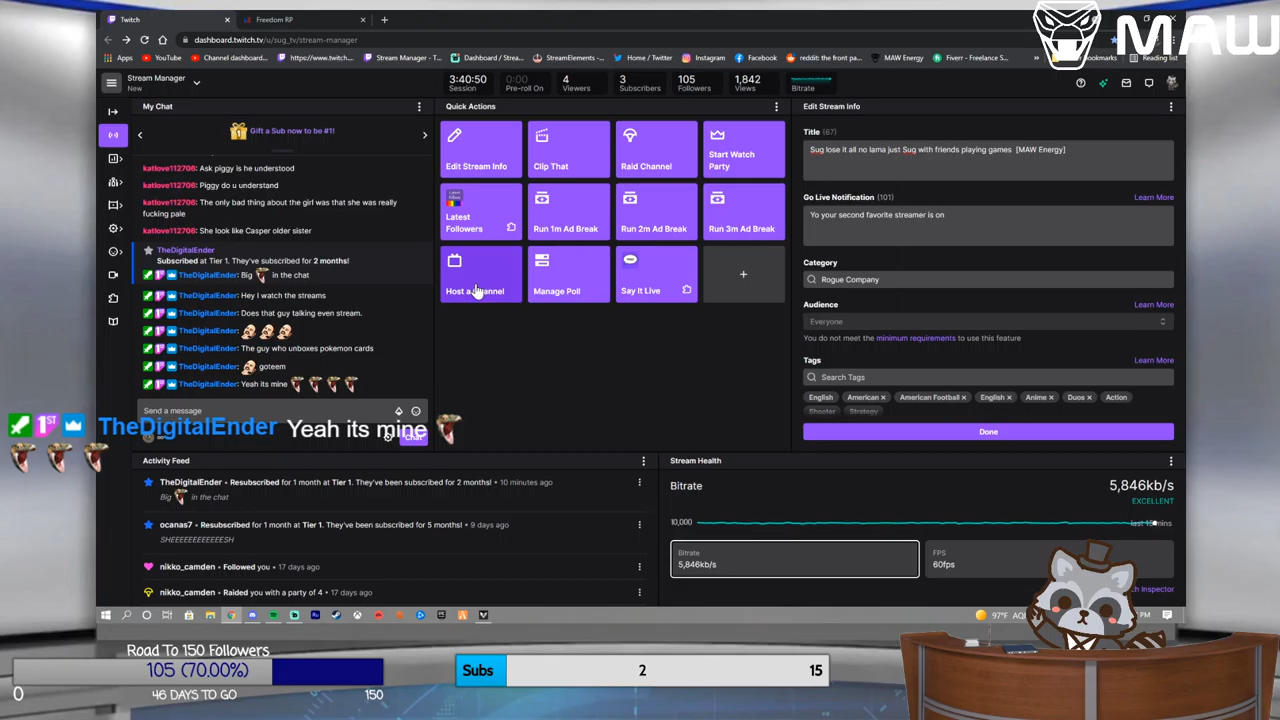 Twitch
Freedom RP
MAW
dashboard.twitch.tv/u/sug_tv/stream-manager
Apps
YouTube
Channel dashboard...
https://www.twitch...
Stream Manager - T...
Dashboard / Strea...
StreamElements -...
Home / Twitter
Instagram
Facebook
reddit: the front pa...
MAW Energy
Fiverr - Freelance S...
Reading list
Stream Manager
New
3:40:50
Session
0:00
Pre-roll On
4
Viewers
3
Subscribers
105
Followers
1,842
Views
Bitrate
My Chat
Gift a Sub now to be #1!
katlove112706: Ask piggy is he understood
katlove112706: Piggy do u understand
katlove112706: The only bad thing about the girl was that she was really
fucking pale
katlove112706: She look like Casper older sister
TheDigitalEnder
Subscribed at Tier 1. They've subscribed for 2 months!
TheDigitalEnder: Big in the chat
TheDigitalEnder: Hey I watch the streams
TheDigitalEnder: Does that guy talking even stream.
TheDigitalEnder:
TheDigitalEnder: The guy who unboxes pokemon cards
TheDigitalEnder: goteem
TheDigitalEnder: Yeah its mine
Send a message
Chat
TheDigitalEnder Yeah its mine
Quick Actions
Edit Stream Info
Clip That
Raid Channel
Start Watch
Party
Latest
Followers
Run 1m Ad Break
Run 2m Ad Break
Run 3m Ad Break
Host a Channel
Manage Poll
Say It Live
Edit Stream Info
Title (67)
Sug lose it all no lama just Sug with friends playing games [MAW Energy]
Go Live Notification (101)
Learn More
Yo your second favorite streamer is on
Category
Rogue Company
Audience
Learn More
Everyone
You do not meet the minimum requirements to use this feature
Tags
Learn More
Search Tags
English
American
American Football
English
Anime
Duos
Action
Shooter
Strategy
Done
Activity Feed
TheDigitalEnder • Resubscribed for 1 month at Tier 1. They've been subscribed for 2 months! • 10 minutes ago
Big in the chat
ocanas7 • Resubscribed for 1 month at Tier 1. They've been subscribed for 5 months! • 9 days ago
SHEEEEEEEEEEESH
nikko_camden • Followed you • 17 days ago
nikko_camden • Raided you with a party of 4 • 17 days ago
Stream Health
Bitrate
5,846kb/s
EXCELLENT
10,000
Bitrate
5,846kb/s
FPS
60fps
97°F
PM
Road To 150 Followers
105 (70.00%)
0
46 DAYS TO GO
150
Subs
2
15